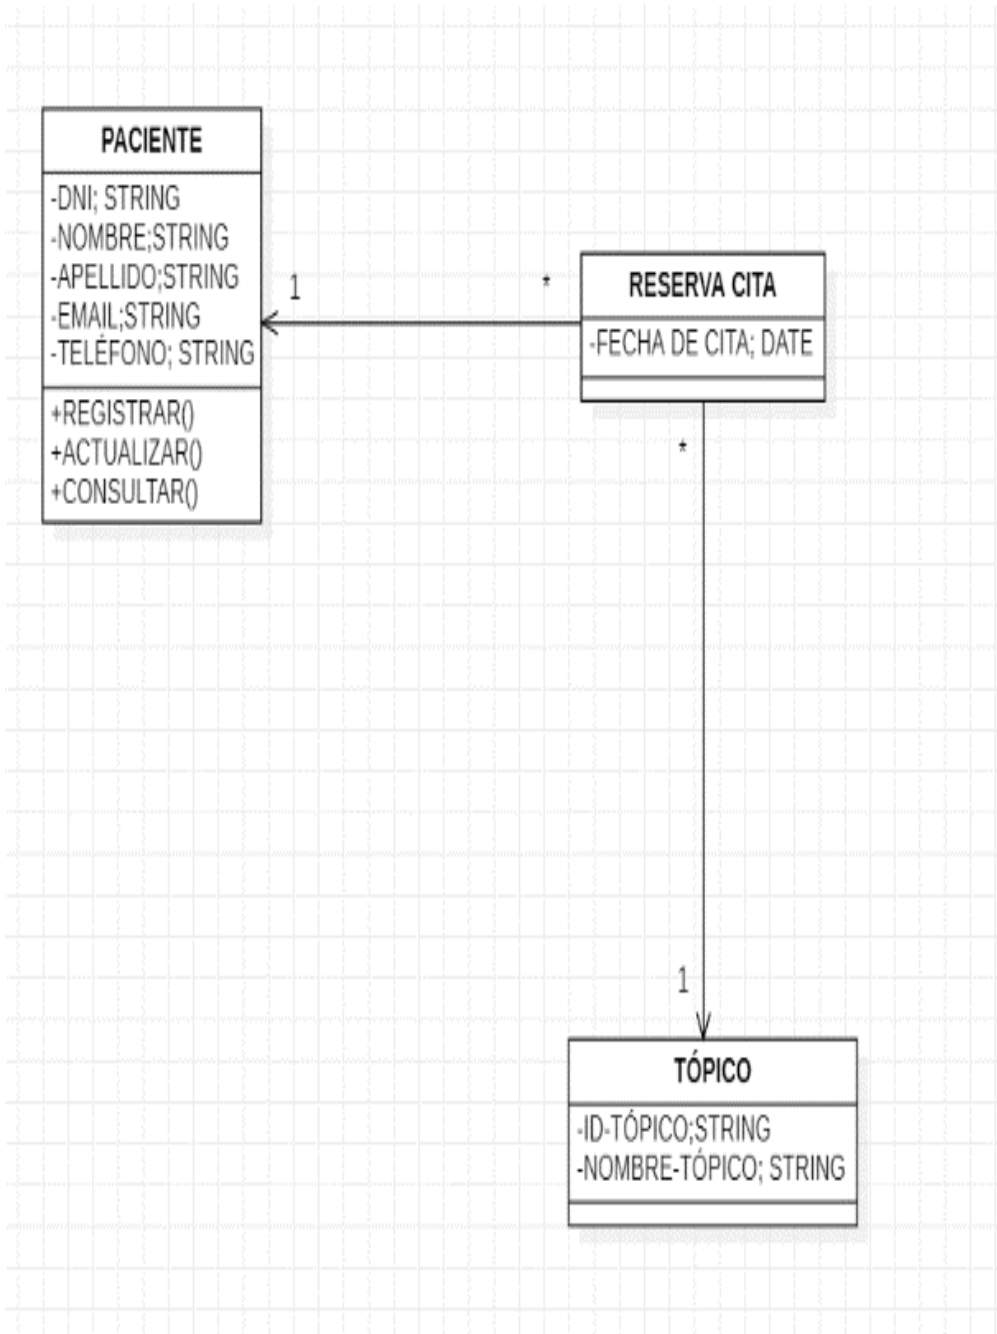 PACIENTE
-DNI; STRING
-NOMBRE;STRING
-APELLIDO;STRING
-EMAIL;STRING
-TELÉFONO; STRING
+REGISTRAR()
+ACTUALIZAR()
+CONSULTAR()
1
*
RESERVA CITA
-FECHA DE CITA; DATE
*
1
TÓPICO
-ID-TÓPICO;STRING
-NOMBRE-TÓPICO; STRING